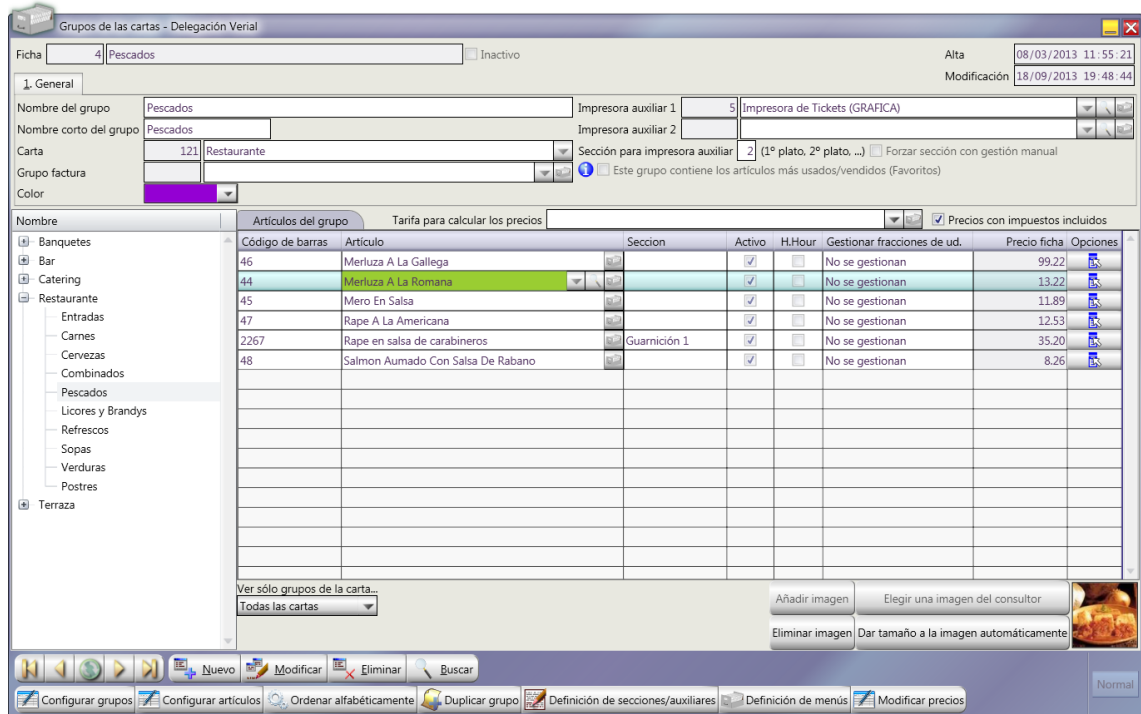 Grupos de las cartas - Delegación Verial
Ficha 4 Pescados Inactivo Alta 08/03/2013 11:55:21
1. General Modificación 18/09/2013 19:48:44
Nombre del grupo Pescados Impresora auxiliar 1 5 Impresora de Tickets (GRAFICA)
Nombre corto del grupo Pescados Impresora auxiliar 2
Carta 121 Restaurante Sección para impresora auxiliar 2 (1º plato, 2º plato, ...) Forzar sección con gestión manual
Grupo factura Este grupo contiene los artículos más usados/vendidos (Favoritos)
Color
Nombre Artículos del grupo Tarifa para calcular los precios Precios con impuestos incluidos
Banquetes
Bar
Catering
Restaurante
Entradas
Carnes
Cervezas
Combinados
Pescados
Licores y Brandys
Refrescos
Sopas
Verduras
Postres
Terraza
Código de barras Artículo Seccion Activo H.Hour Gestionar fracciones de ud. Precio ficha Opciones
46 Merluza A La Gallega No se gestionan 99.22
44 Merluza A La Romana No se gestionan 13.22
45 Mero En Salsa No se gestionan 11.89
47 Rape A La Americana No se gestionan 12.53
2267 Rape en salsa de carabineros Guarnición 1 No se gestionan 35.20
48 Salmon Aumado Con Salsa De Rabano No se gestionan 8.26
Ver sólo grupos de la carta...
Todas las cartas
Añadir imagen Elegir una imagen del consultor
Eliminar imagen Dar tamaño a la imagen automáticamente
Nuevo Modificar Eliminar Buscar
Normal
Configurar grupos Configurar artículos Ordenar alfabéticamente Duplicar grupo Definición de secciones/auxiliares Definición de menús Modificar precios